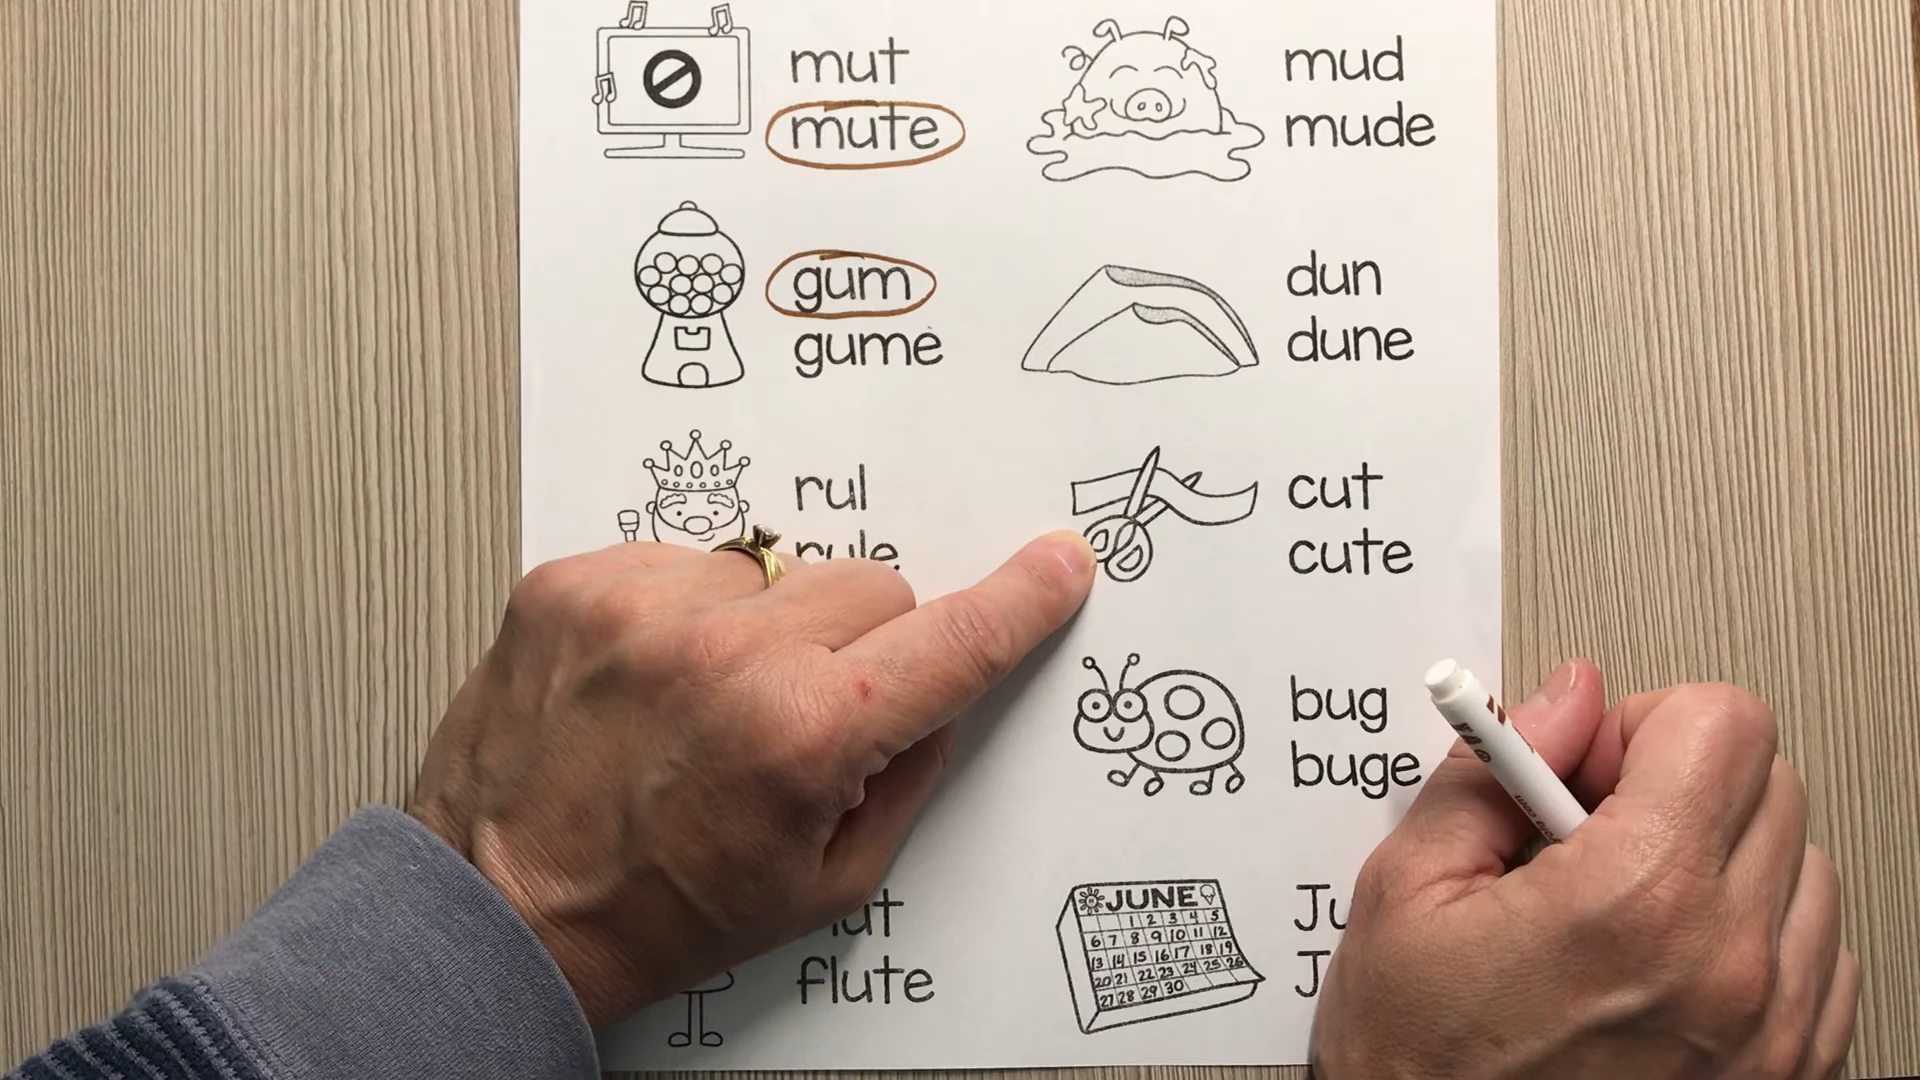 mut
mute
mud
mude
gum
gume
dun
dune
rul
rule
cut
cute
bug
buge
flute
JUNE
1 2 3 4 5
6 7 8 9 10 11 12
13 14 15 16 17 18 19
20 21 22 23 24 25 26
27 28 29 30